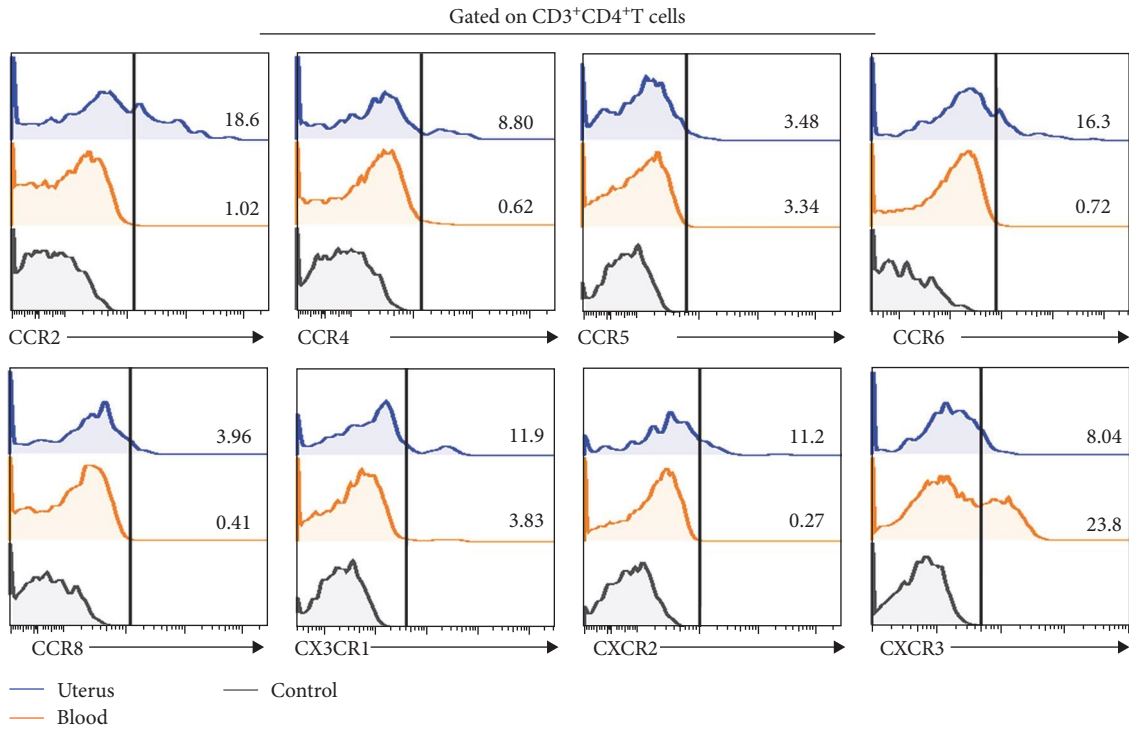 Gated on CD3⁺CD4⁺T cells
18.6
1.02
CCR2
8.80
0.62
CCR4
3.48
3.34
CCR5
16.3
0.72
CCR6
3.96
0.41
CCR8
11.9
3.83
CX3CR1
11.2
0.27
CXCR2
8.04
23.8
CXCR3
Uterus
Blood
Control